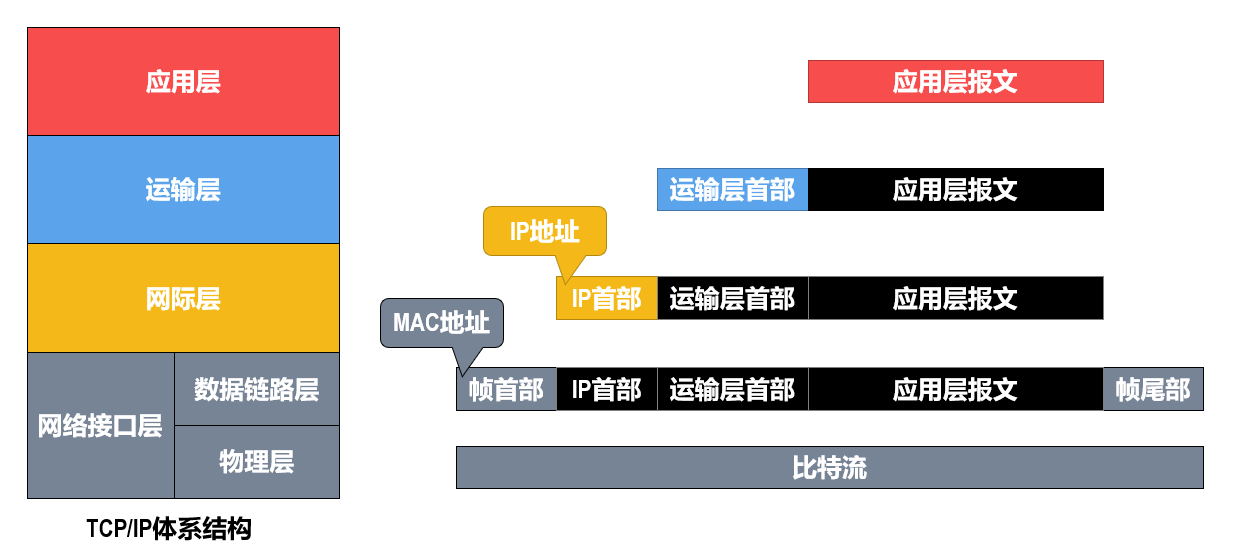 应用层
应用层报文
运输层
运输层首部 应用层报文
IP地址
网际层
IP首部 运输层首部 应用层报文
MAC地址
网络接口层
数据链路层
帧首部 IP首部 运输层首部 应用层报文 帧尾部
物理层
比特流
TCP/IP体系结构